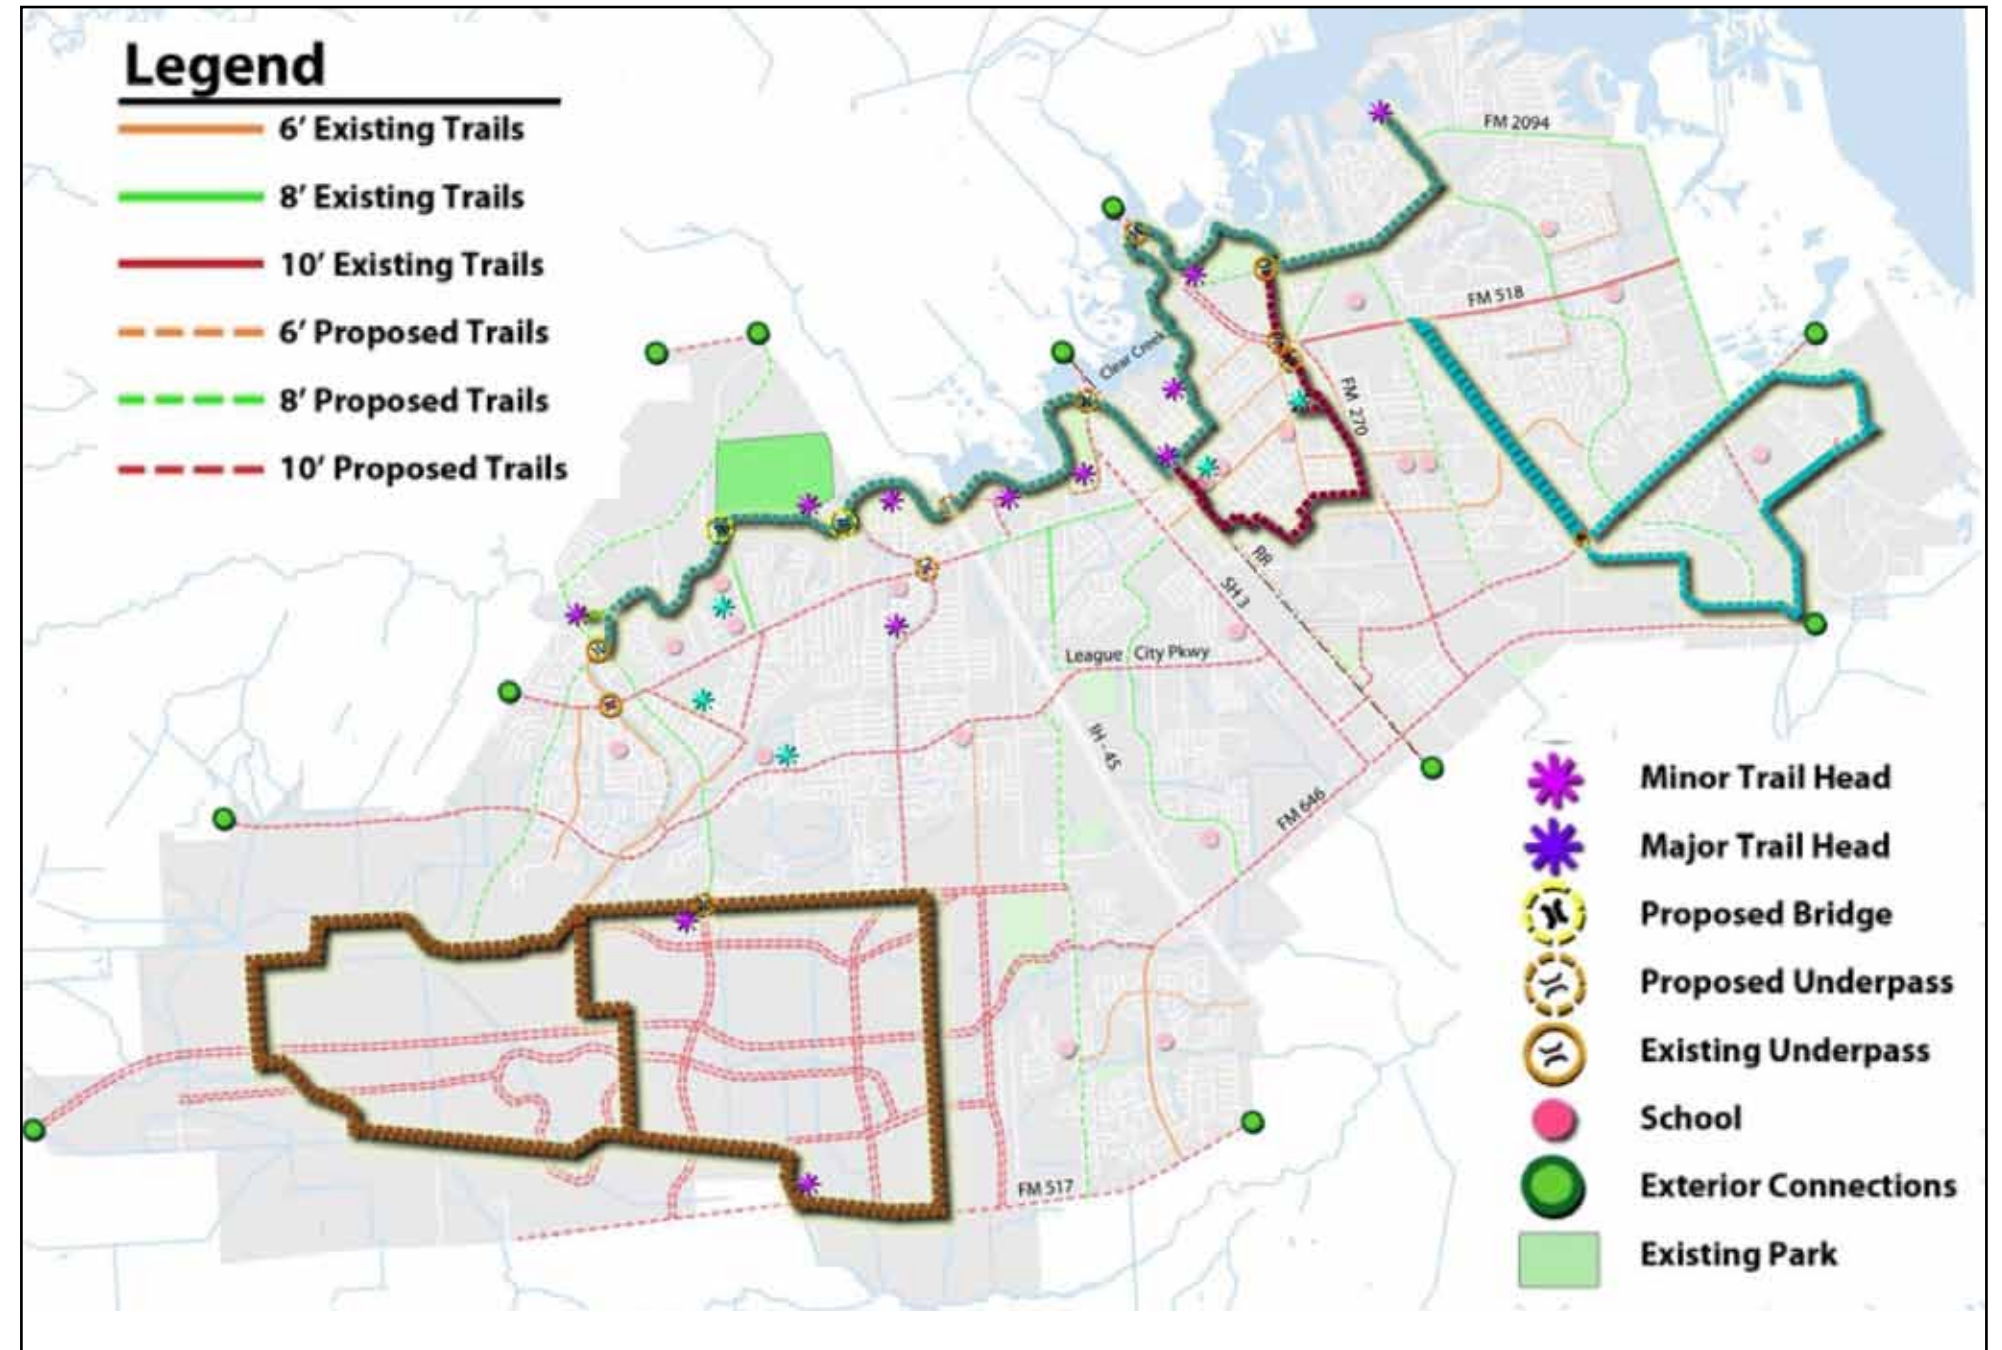 Legend
6’ Existing Trails
8’ Existing Trails
10’ Existing Trails
6’ Proposed Trails
8’ Proposed Trails
10’ Proposed Trails
FM 2094
FM 518
Clear Creek
FM 270
RR
SH 3
League City Pkwy
IH - 45
FM 646
FM 517
Minor Trail Head
Major Trail Head
Proposed Bridge
Proposed Underpass
Existing Underpass
School
Exterior Connections
Existing Park